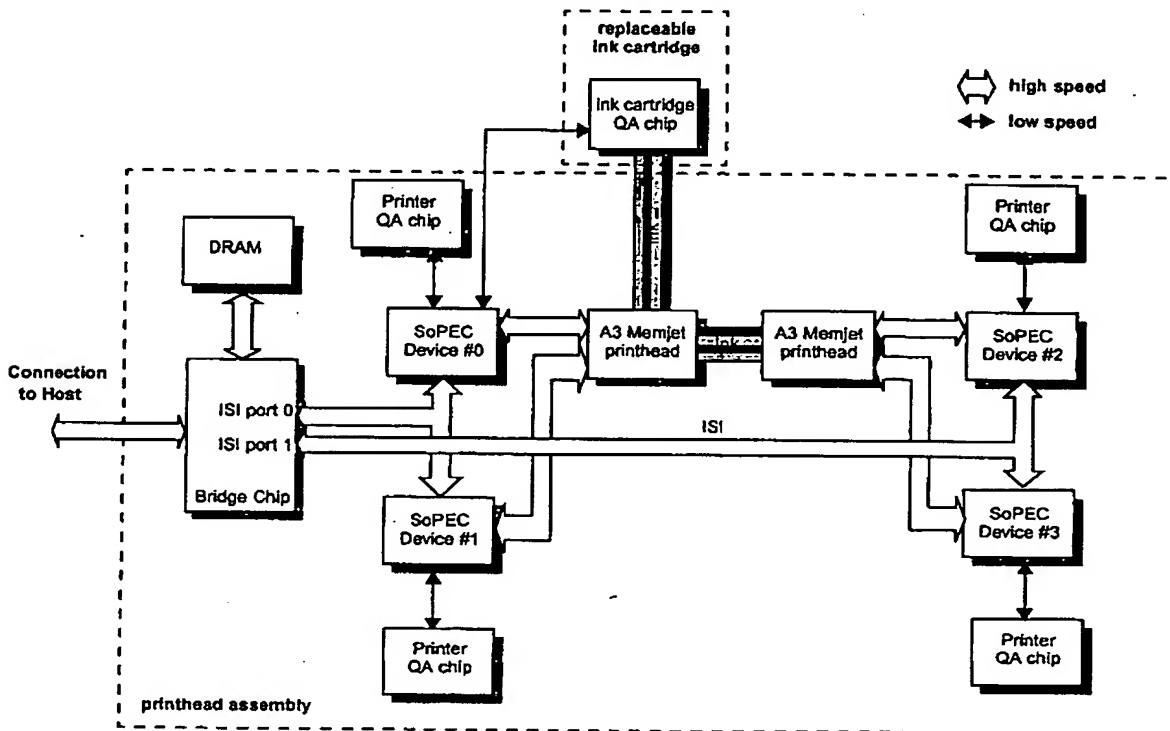 replaceable
ink cartridge
ink cartridge
QA chip
high speed
low speed
Printer
QA chip
Printer
QA chip
DRAM
ink
SoPEC
Device #0
A3 Memjet
printhead
ink
A3 Memjet
printhead
SoPEC
Device #2
Connection
to Host
ISI port 0
ISI port 1
Bridge Chip
ISI
SoPEC
Device #1
SoPEC
Device #3
Printer
QA chip
Printer
QA chip
printhead assembly